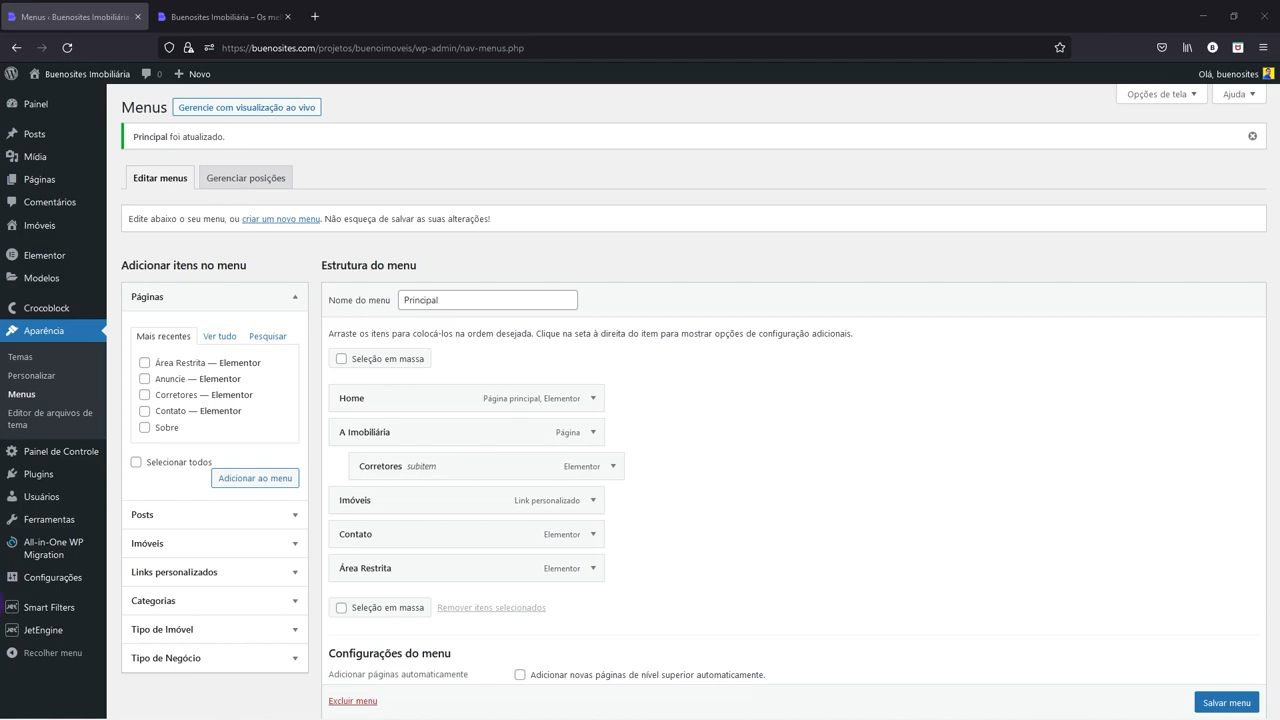 Menus ‹ Buenosites Imobiliária
Buenosites Imobiliária – Os mel
https://buenosites.com/projetos/buenoimoveis/wp-admin/nav-menus.php
Buenosites Imobiliária
0
Novo
Olá, buenosites
Painel
Posts
Mídia
Páginas
Comentários
Imóveis
Elementor
Modelos
Crocoblock
Aparência
Temas
Personalizar
Menus
Editor de arquivos de
tema
Painel de Controle
Plugins
Usuários
Ferramentas
All-in-One WP
Migration
Configurações
Smart Filters
JetEngine
Recolher menu
Menus
Gerencie com visualização ao vivo
Opções de tela
Ajuda
Principal foi atualizado.
Editar menus
Gerenciar posições
Edite abaixo o seu menu, ou criar um novo menu. Não esqueça de salvar as suas alterações!
Adicionar itens no menu
Páginas
Mais recentes
Ver tudo
Pesquisar
Área Restrita — Elementor
Anuncie — Elementor
Corretores — Elementor
Contato — Elementor
Sobre
Selecionar todos
Adicionar ao menu
Posts
Imóveis
Links personalizados
Categorias
Tipo de Imóvel
Tipo de Negócio
Estrutura do menu
Nome do menu
Principal
Arraste os itens para colocá-los na ordem desejada. Clique na seta à direita do item para mostrar opções de configuração adicionais.
Seleção em massa
Home
Página principal, Elementor
A Imobiliária
Página
Corretores subitem
Elementor
Imóveis
Link personalizado
Contato
Elementor
Área Restrita
Elementor
Seleção em massa
Remover itens selecionados
Configurações do menu
Adicionar páginas automaticamente
Adicionar novas páginas de nível superior automaticamente.
Excluir menu
Salvar menu